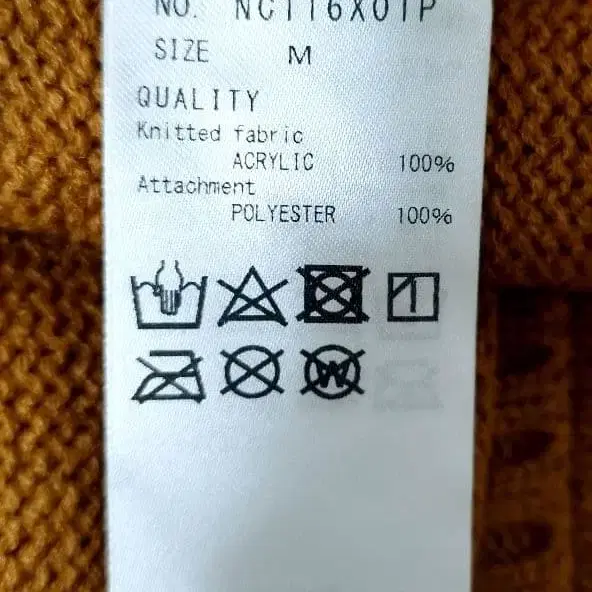 NO. NC116X01P
SIZE M
QUALITY
Knitted fabric
ACRYLIC 100%
Attachment
POLYESTER 100%
W